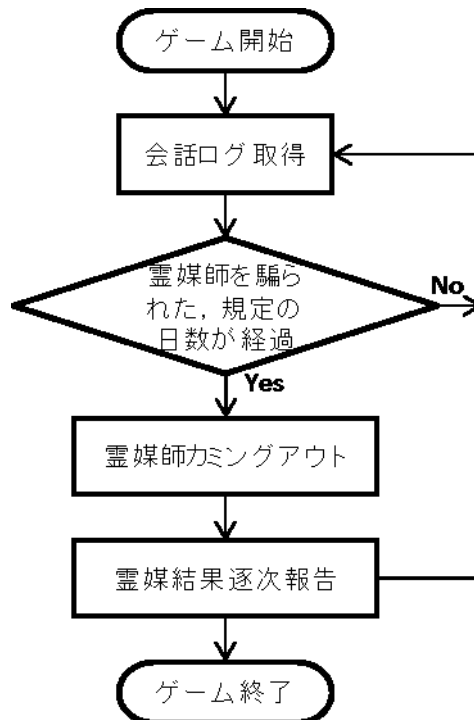 ゲーム開始
会話ログ取得
霊媒師を騙ら
れた，規定の
日数が経過
No
Yes
霊媒師カミングアウト
霊媒結果逐次報告
ゲーム終了